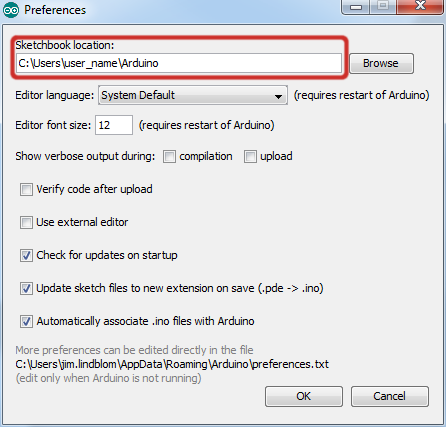 Preferences
Sketchbook location:
C:\Users\user_name\Arduino
Browse
Editor language: System Default (requires restart of Arduino)
Editor font size: 12 (requires restart of Arduino)
Show verbose output during: compilation upload
Verify code after upload
Use external editor
Check for updates on startup
Update sketch files to new extension on save (.pde -> .ino)
Automatically associate .ino files with Arduino
More preferences can be edited directly in the file
C:\Users\jim.lindblom\AppData\Roaming\Arduino\preferences.txt
(edit only when Arduino is not running)
OK Cancel